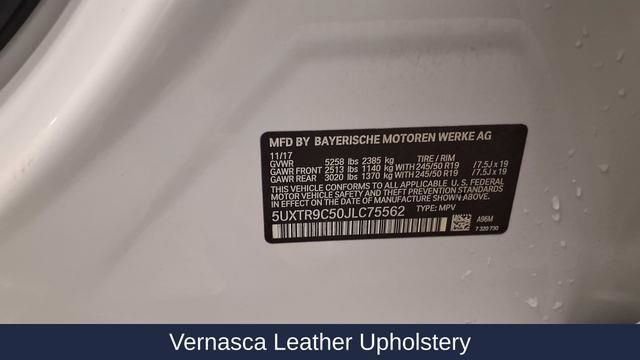 MFD BY BAYERISCHE MOTOREN WERKE AG
11/17
GVWR 5258 lbs 2385 kg TIRE / RIM
GAWR FRONT 2513 lbs 1140 kg WITH 245/50 R19 /7.5J x 19
GAWR REAR 3020 lbs 1370 kg WITH 245/50 R19 /7.5J x 19
THIS VEHICLE CONFORMS TO ALL APPLICABLE U. S. FEDERAL
MOTOR VEHICLE SAFETY STANDARDS IN EFFECT
ON THE DATE OF MANUFACTURE SHOWN ABOVE.
5UXTR9C50JLC75562 TYPE: MPV
A96M
7 320 730
Vernasca Leather Upholstery